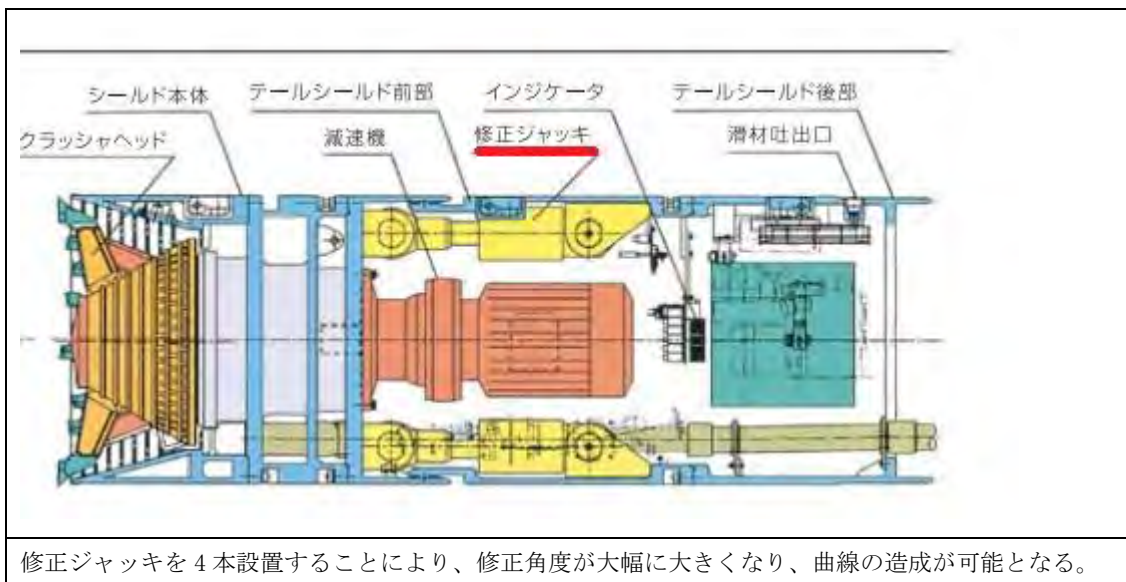 シールド本体 テールシールド前部 インジケータ テールシールド後部
クラッシャヘッド 減速機 修正ジャッキ 滑材吐出口
修正ジャッキを4本設置することにより、修正角度が大幅に大きくなり、曲線の造成が可能となる。